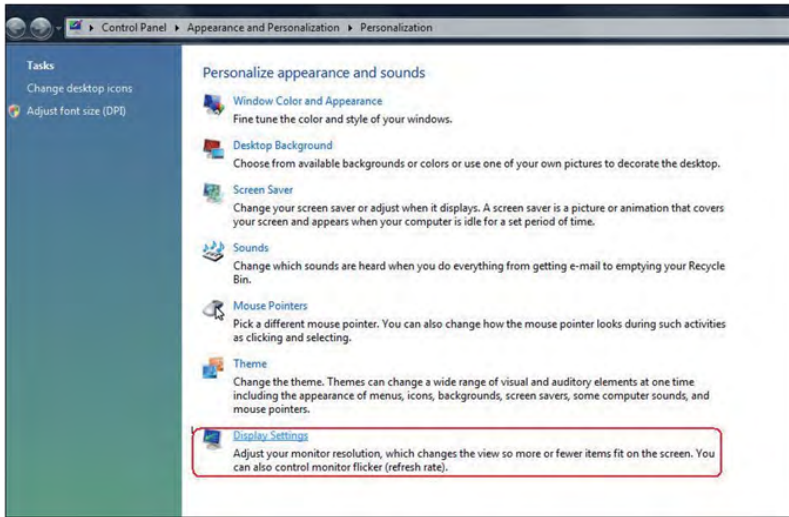 Control Panel ▸ Appearance and Personalization ▸ Personalization
Tasks
Change desktop icons
Adjust font size (DPI)
Personalize appearance and sounds
Window Color and Appearance
Fine tune the color and style of your windows.
Desktop Background
Choose from available backgrounds or colors or use one of your own pictures to decorate the desktop.
Screen Saver
Change your screen saver or adjust when it displays. A screen saver is a picture or animation that covers
your screen and appears when your computer is idle for a set period of time.
Sounds
Change which sounds are heard when you do everything from getting e-mail to emptying your Recycle
Bin.
Mouse Pointers
Pick a different mouse pointer. You can also change how the mouse pointer looks during such activities
as clicking and selecting.
Theme
Change the theme. Themes can change a wide range of visual and auditory elements at one time
including the appearance of menus, icons, backgrounds, screen savers, some computer sounds, and
mouse pointers.
Display Settings
Adjust your monitor resolution, which changes the view so more or fewer items fit on the screen. You
can also control monitor flicker (refresh rate).